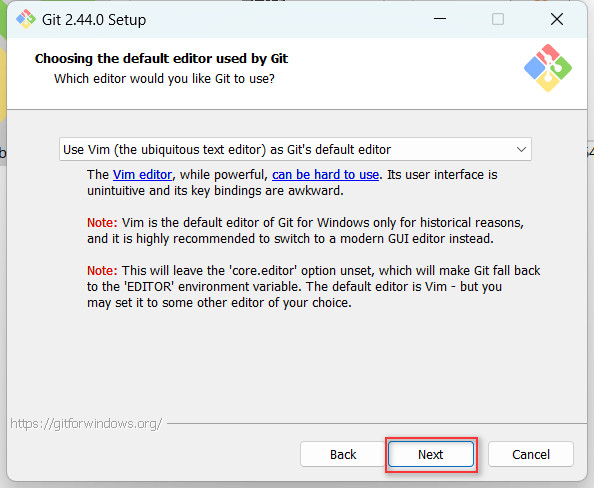 Git 2.44.0 Setup
Choosing the default editor used by Git
Which editor would you like Git to use?
Use Vim (the ubiquitous text editor) as Git's default editor
The Vim editor, while powerful, can be hard to use. Its user interface is
unintuitive and its key bindings are awkward.
Note: Vim is the default editor of Git for Windows only for historical reasons,
and it is highly recommended to switch to a modern GUI editor instead.
Note: This will leave the 'core.editor' option unset, which will make Git fall back
to the 'EDITOR' environment variable. The default editor is Vim - but you
may set it to some other editor of your choice.
https://gitforwindows.org/
Back Next Cancel